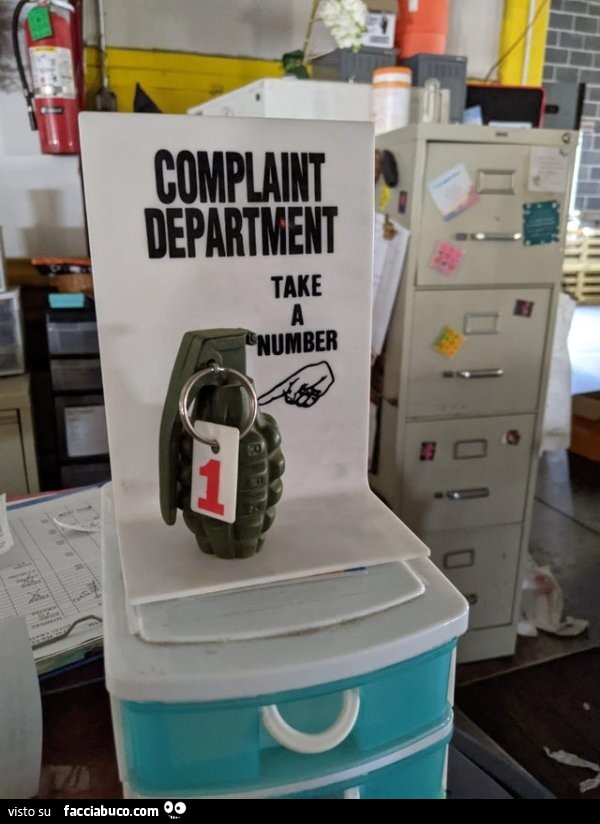 COMPLAINT
DEPARTMENT
TAKE
A
NUMBER
1
visto su facciabuco.com